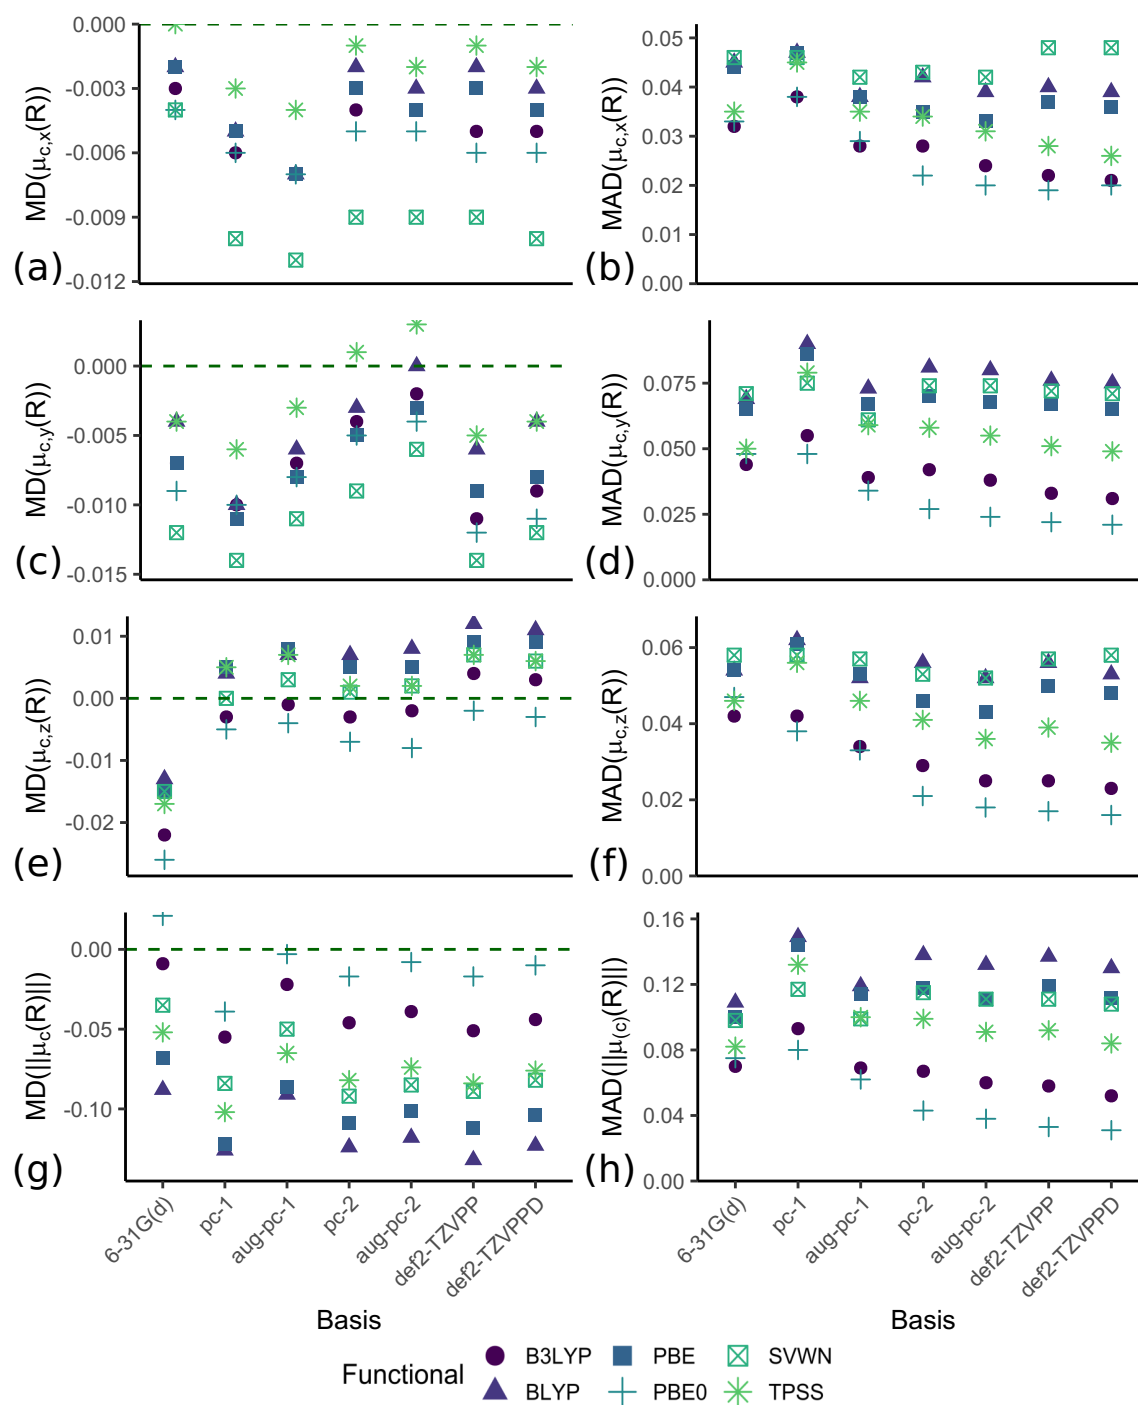 0.000
-0.003
-0.006
-0.009
-0.012
MD(μc,x(R))
(a)
0.05
0.04
0.03
0.02
0.01
0.00
MAD(μc,x(R))
(b)
0.000
-0.005
-0.010
-0.015
MD(μc,y(R))
(c)
0.075
0.050
0.025
0.000
MAD(μc,y(R))
(d)
0.01
0.00
-0.01
-0.02
MD(μc,z(R))
(e)
0.06
0.04
0.02
0.00
MAD(μc,z(R))
(f)
0.00
-0.05
-0.10
MD(||μc(R)||)
(g)
0.16
0.12
0.08
0.04
0.00
MAD(||μ(c)(R)||)
(h)
6-31G(d)
pc-1
aug-pc-1
pc-2
aug-pc-2
def2-TZVPP
def2-TZVPPD
6-31G(d)
pc-1
aug-pc-1
pc-2
aug-pc-2
def2-TZVPP
def2-TZVPPD
Basis
Basis
Functional
B3LYP PBE SVWN
BLYP PBE0 TPSS